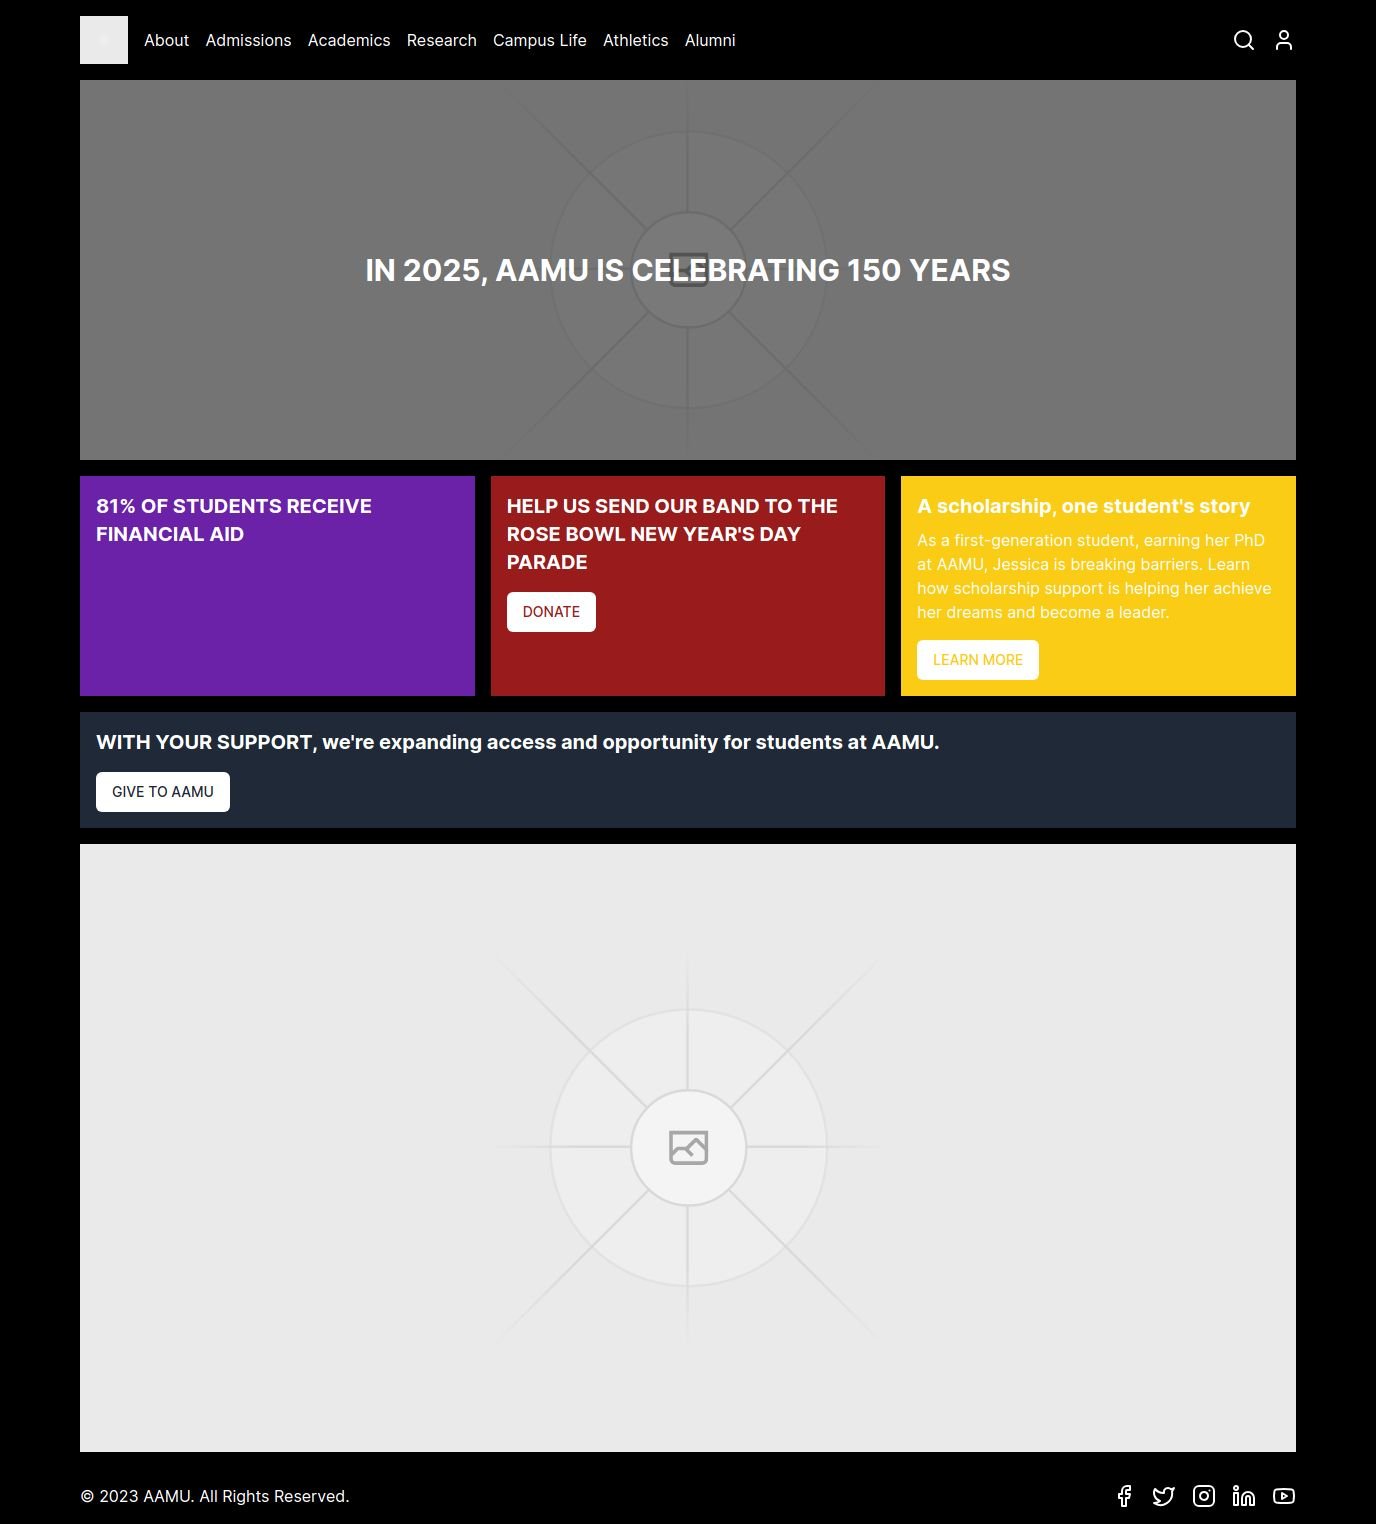 About Admissions Academics Research Campus Life Athletics Alumni
IN 2025, AAMU IS CELEBRATING 150 YEARS
81% OF STUDENTS RECEIVE
FINANCIAL AID
HELP US SEND OUR BAND TO THE
ROSE BOWL NEW YEAR'S DAY
PARADE
DONATE
A scholarship, one student's story
As a first-generation student, earning her PhD
at AAMU, Jessica is breaking barriers. Learn
how scholarship support is helping her achieve
her dreams and become a leader.
LEARN MORE
WITH YOUR SUPPORT, we're expanding access and opportunity for students at AAMU.
GIVE TO AAMU
© 2023 AAMU. All Rights Reserved.